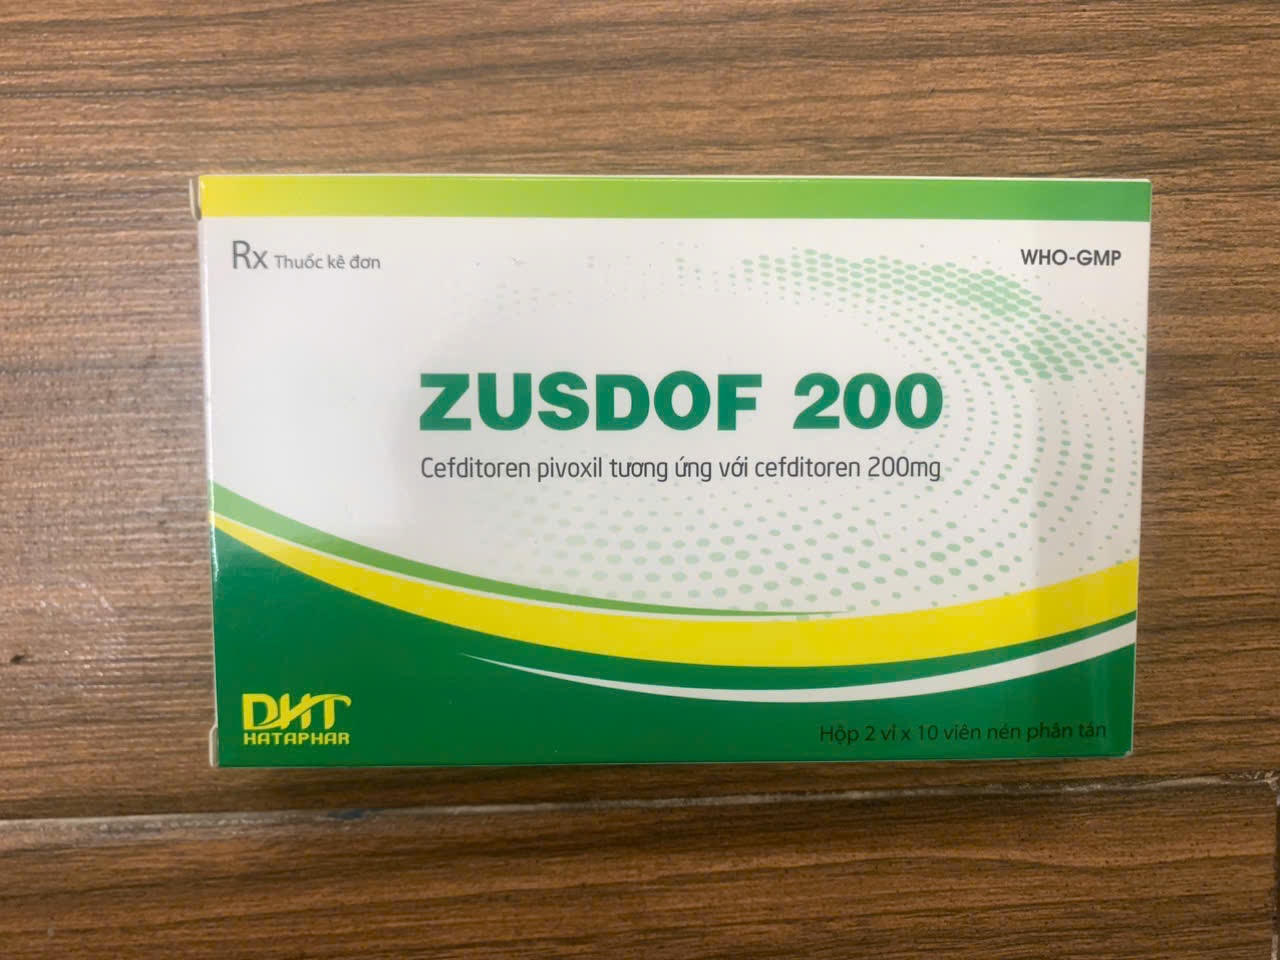 Rx Thuốc kê đơn
WHO-GMP
ZUSDOF 200
Cefditoren pivoxil tương ứng với cefditoren 200mg
DHT
HATAPHAR
Hộp 2 vỉ x 10 viên nén phân tán